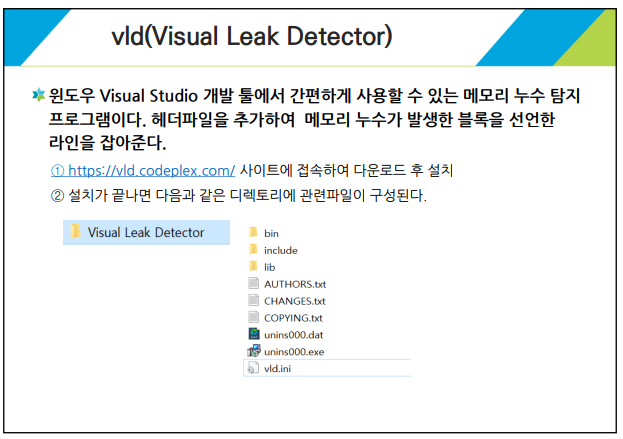 vld(Visual Leak Detector)
윈도우 Visual Studio 개발 툴에서 간편하게 사용할 수 있는 메모리 누수 탐지
프로그램이다. 헤더파일을 추가하여 메모리 누수가 발생한 블록을 선언한
라인을 잡아준다.
① https://vld.codeplex.com/ 사이트에 접속하여 다운로드 후 설치
② 설치가 끝나면 다음과 같은 디렉토리에 관련파일이 구성된다.
Visual Leak Detector
bin
include
lib
AUTHORS.txt
CHANGES.txt
COPYING.txt
unins000.dat
unins000.exe
vld.ini